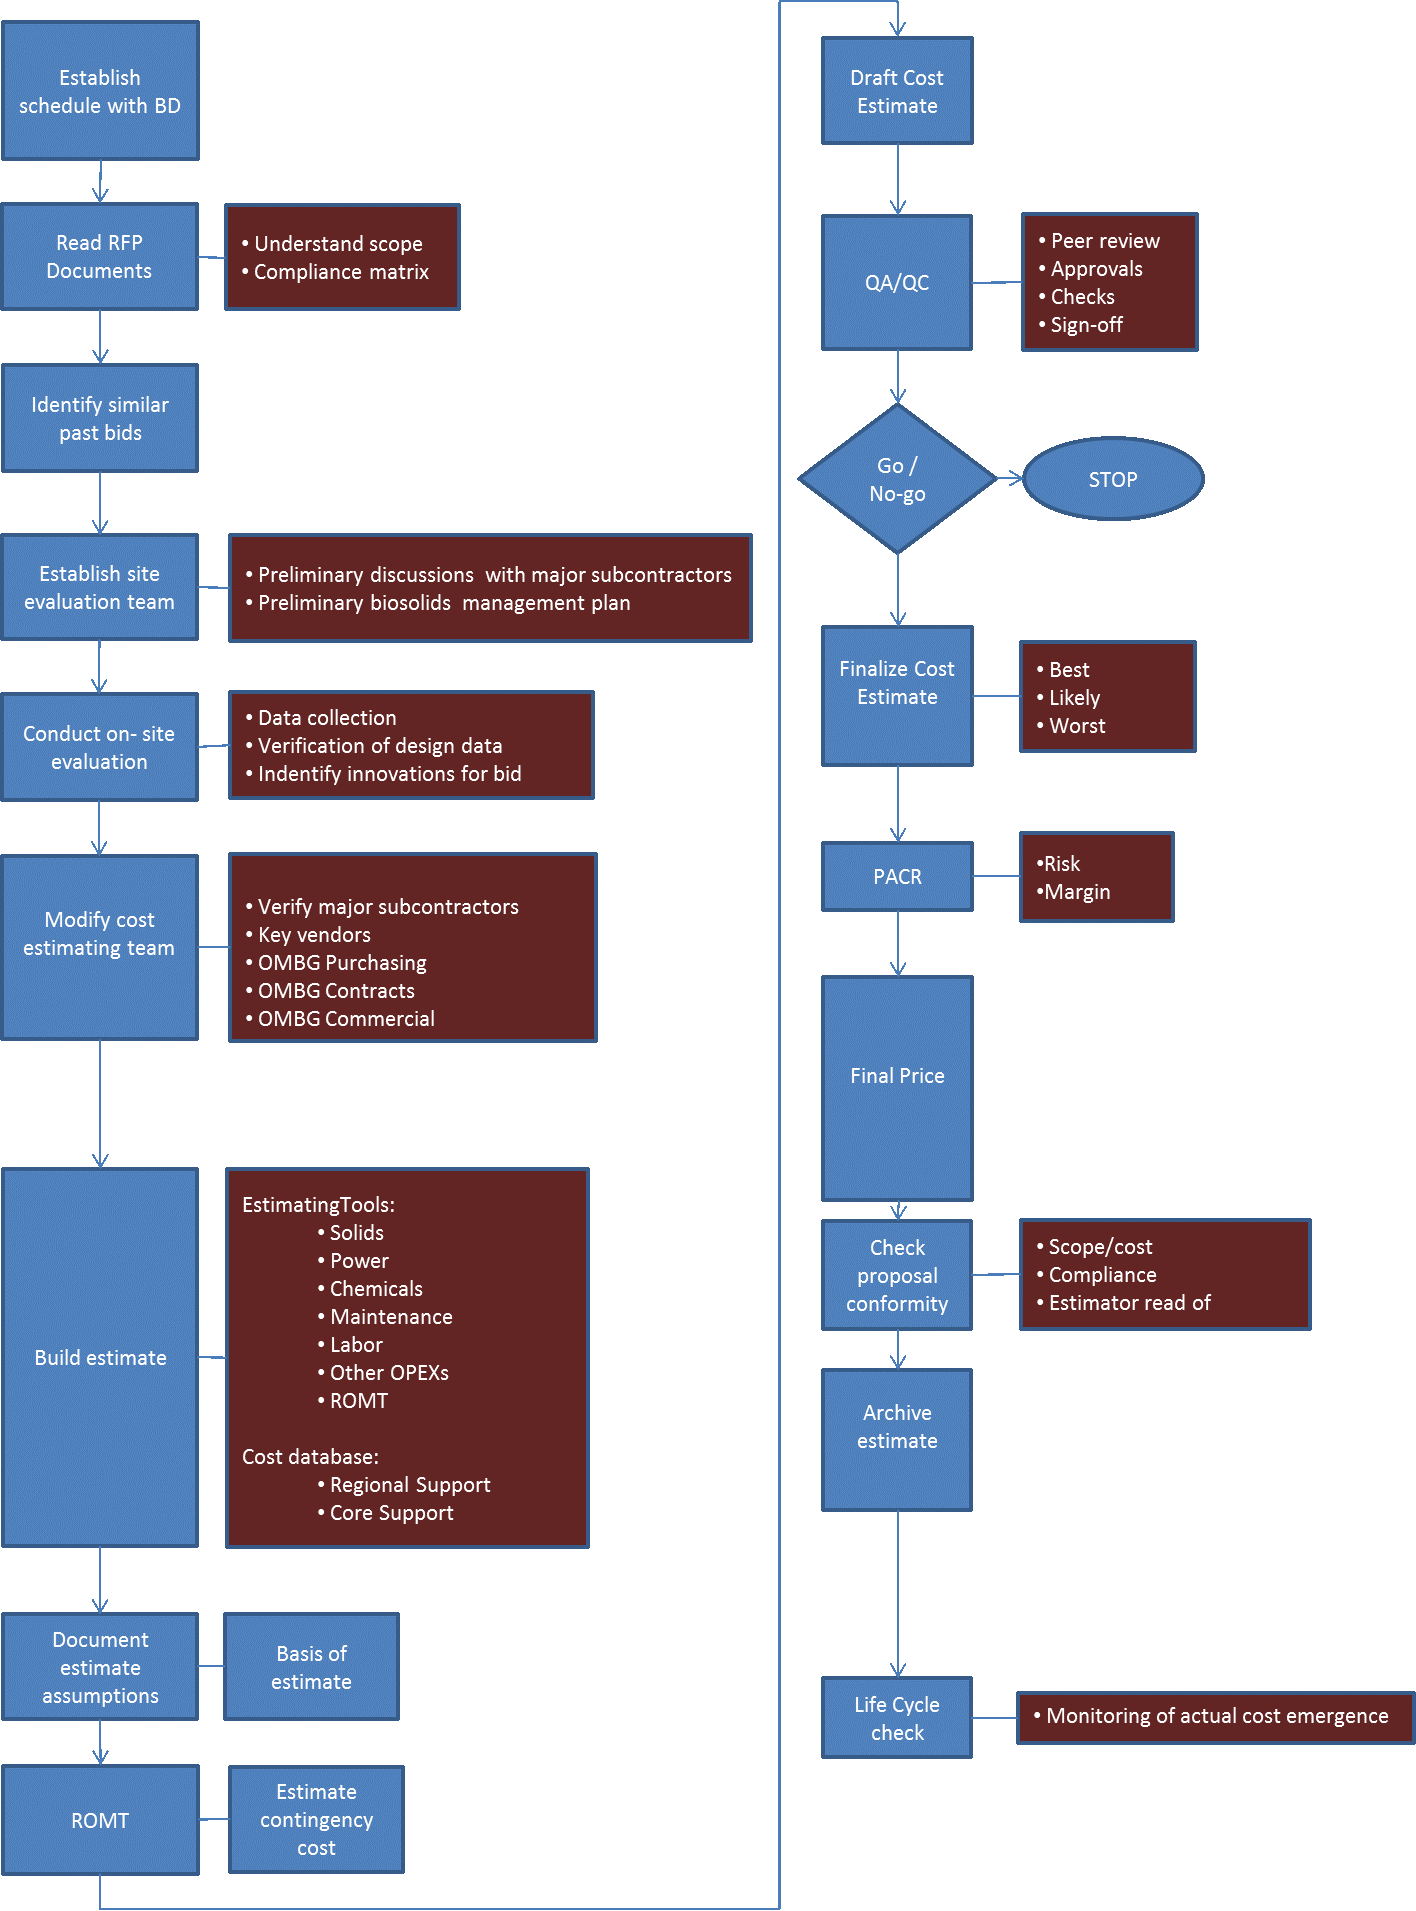 Establish
schedule with BD
Read RFP
Documents
• Understand scope
• Compliance matrix
Identify similar
past bids
Establish site
evaluation team
• Preliminary discussions with major subcontractors
• Preliminary biosolids management plan
Conduct on- site
evaluation
• Data collection
• Verification of design data
• Indentify innovations for bid
Modify cost
estimating team
• Verify major subcontractors
• Key vendors
• OMBG Purchasing
• OMBG Contracts
• OMBG Commercial
Build estimate
EstimatingTools:
• Solids
• Power
• Chemicals
• Maintenance
• Labor
• Other OPEXs
• ROMT
Cost database:
• Regional Support
• Core Support
Document
estimate
assumptions
Basis of
estimate
ROMT
Estimate
contingency
cost
Draft Cost
Estimate
QA/QC
• Peer review
• Approvals
• Checks
• Sign-off
Go /
No-go
STOP
Finalize Cost
Estimate
• Best
• Likely
• Worst
PACR
•Risk
•Margin
Final Price
Check
proposal
conformity
• Scope/cost
• Compliance
• Estimator read of
Archive
estimate
Life Cycle
check
• Monitoring of actual cost emergence